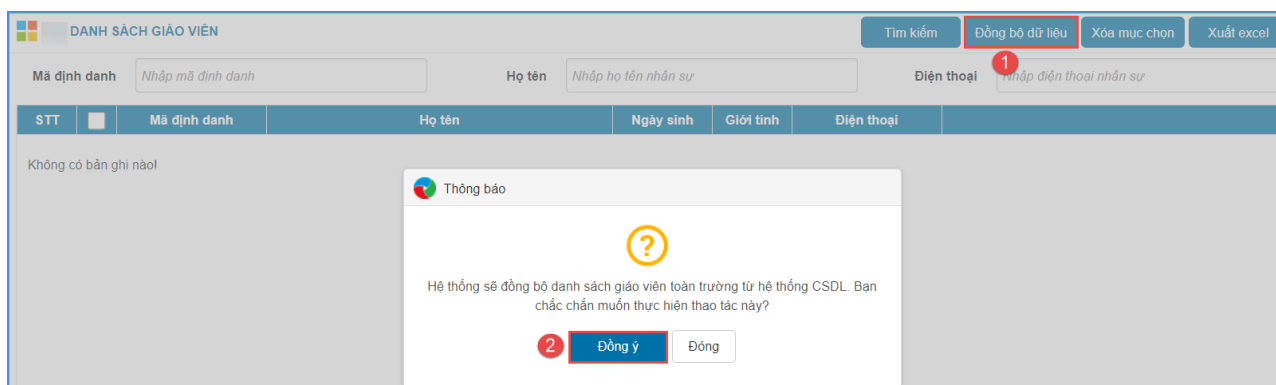 DANH SÁCH GIÁO VIÊN
Tìm kiếm
Đồng bộ dữ liệu
Xóa mục chọn
Xuất excel
1
Mã định danh
Nhập mã định danh
Họ tên
Nhập họ tên nhân sự
Điện thoại
Nhập điện thoại nhân sự
STT
Mã định danh
Họ tên
Ngày sinh
Giới tính
Điện thoại
Không có bản ghi nào!
Thông báo
?
Hệ thống sẽ đồng bộ danh sách giáo viên toàn trường từ hệ thống CSDL. Bạn
chắc chắn muốn thực hiện thao tác này?
2
Đồng ý
Đóng